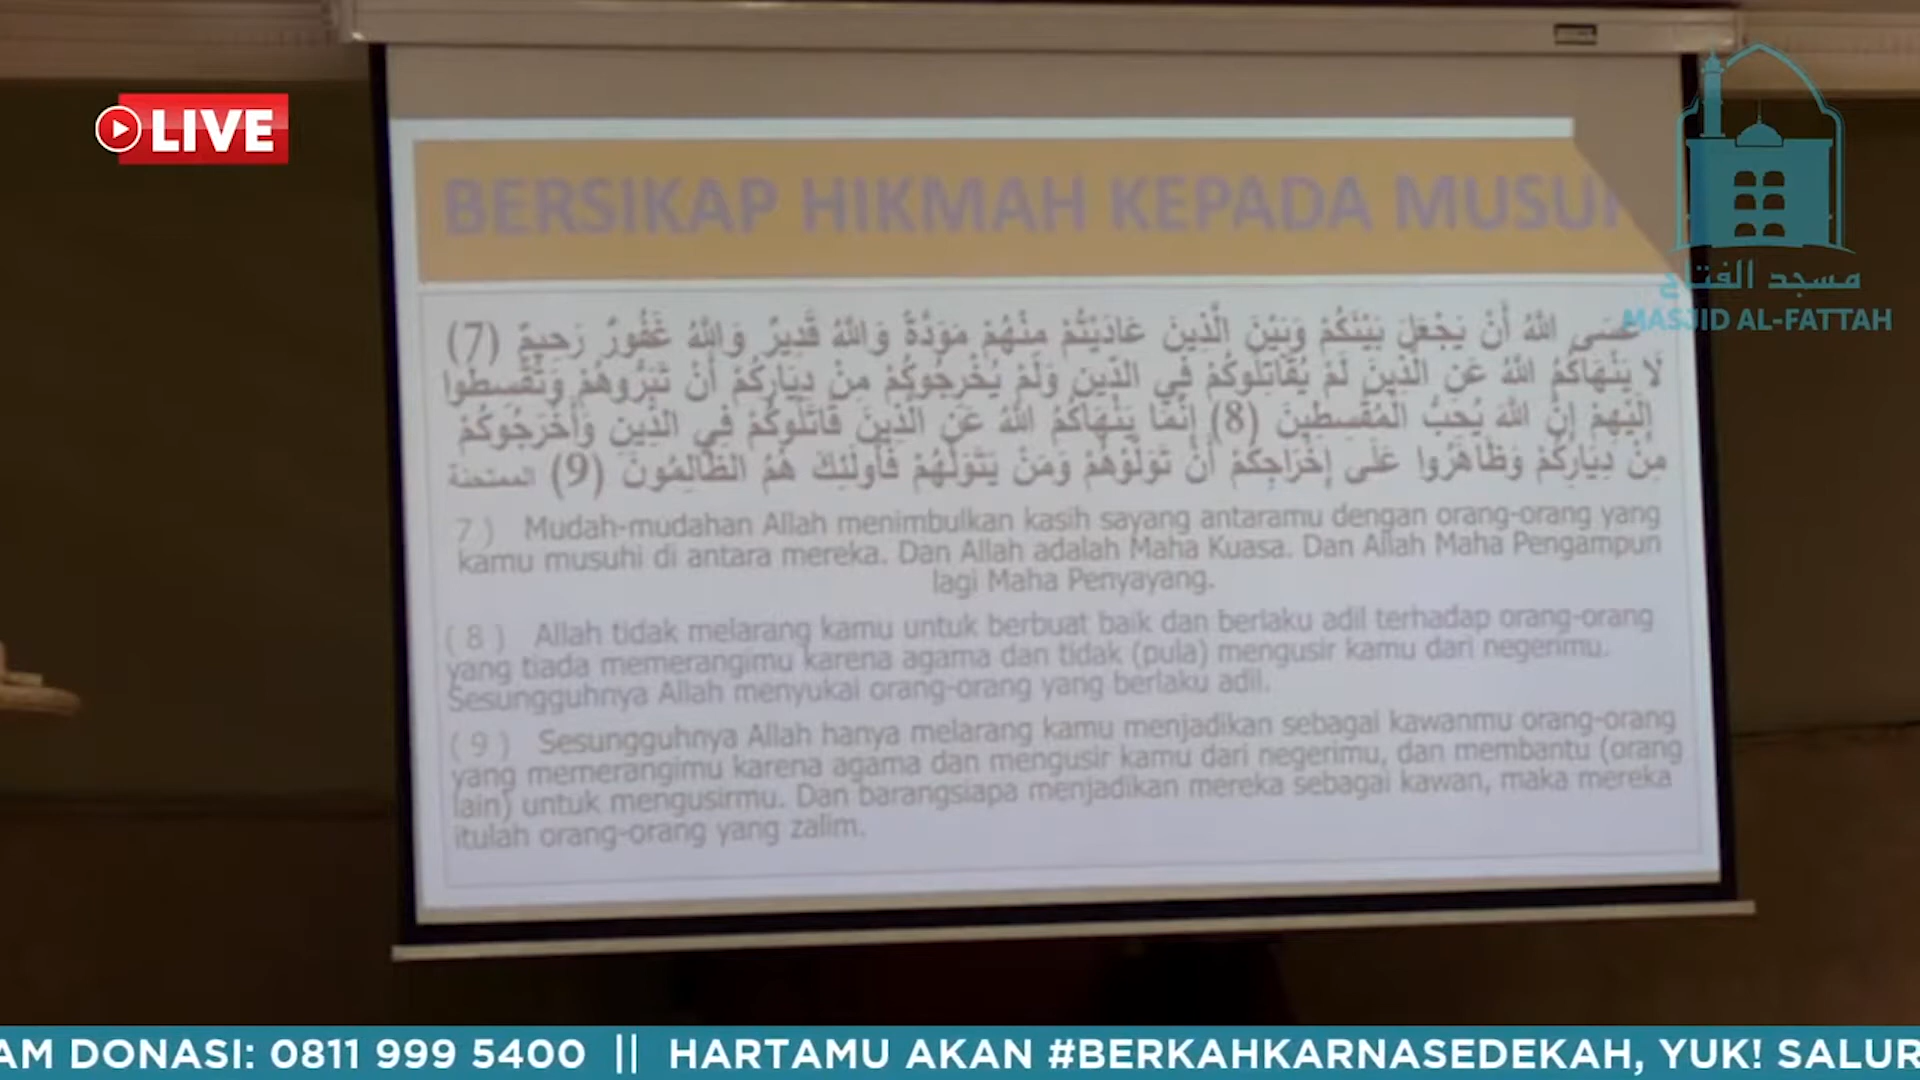 LIVE
BERSIKAP HIKMAH KEPADA MUSUH
مسجد الفتاح
MASJID AL-FATTAH
عَسَى اللَّهُ أَنْ يَجْعَلَ بَيْنَكُمْ وَبَيْنَ الَّذِينَ عَادَيْتُمْ مِنْهُمْ مَوَدَّةً وَاللَّهُ قَدِيرٌ وَاللَّهُ غَفُورٌ رَحِيمٌ (7)
لَا يَنْهَاكُمُ اللَّهُ عَنِ الَّذِينَ لَمْ يُقَاتِلُوكُمْ فِي الدِّينِ وَلَمْ يُخْرِجُوكُمْ مِنْ دِيَارِكُمْ أَنْ تَبَرُّوهُمْ وَتُقْسِطُوا
إِلَيْهِمْ إِنَّ اللَّهَ يُحِبُّ الْمُقْسِطِينَ (8) إِنَّمَا يَنْهَاكُمُ اللَّهُ عَنِ الَّذِينَ قَاتَلُوكُمْ فِي الدِّينِ وَأَخْرَجُوكُمْ
مِنْ دِيَارِكُمْ وَظَاهَرُوا عَلَى إِخْرَاجِكُمْ أَنْ تَوَلَّوْهُمْ وَمَنْ يَتَوَلَّهُمْ فَأُولَئِكَ هُمُ الظَّالِمُونَ (9) الممتحنة
7 ) Mudah-mudahan Allah menimbulkan kasih sayang antaramu dengan orang-orang yang
kamu musuhi di antara mereka. Dan Allah adalah Maha Kuasa. Dan Allah Maha Pengampun
lagi Maha Penyayang.
( 8 ) Allah tidak melarang kamu untuk berbuat baik dan berlaku adil terhadap orang-orang
yang tiada memerangimu karena agama dan tidak (pula) mengusir kamu dari negerimu.
Sesungguhnya Allah menyukai orang-orang yang berlaku adil.
( 9 ) Sesungguhnya Allah hanya melarang kamu menjadikan sebagai kawanmu orang-orang
yang memerangimu karena agama dan mengusir kamu dari negerimu, dan membantu (orang
lain) untuk mengusirmu. Dan barangsiapa menjadikan mereka sebagai kawan, maka mereka
itulah orang-orang yang zalim.
AM DONASI: 0811 999 5400 || HARTAMU AKAN #BERKAHKARNASEDEKAH, YUK! SALUR